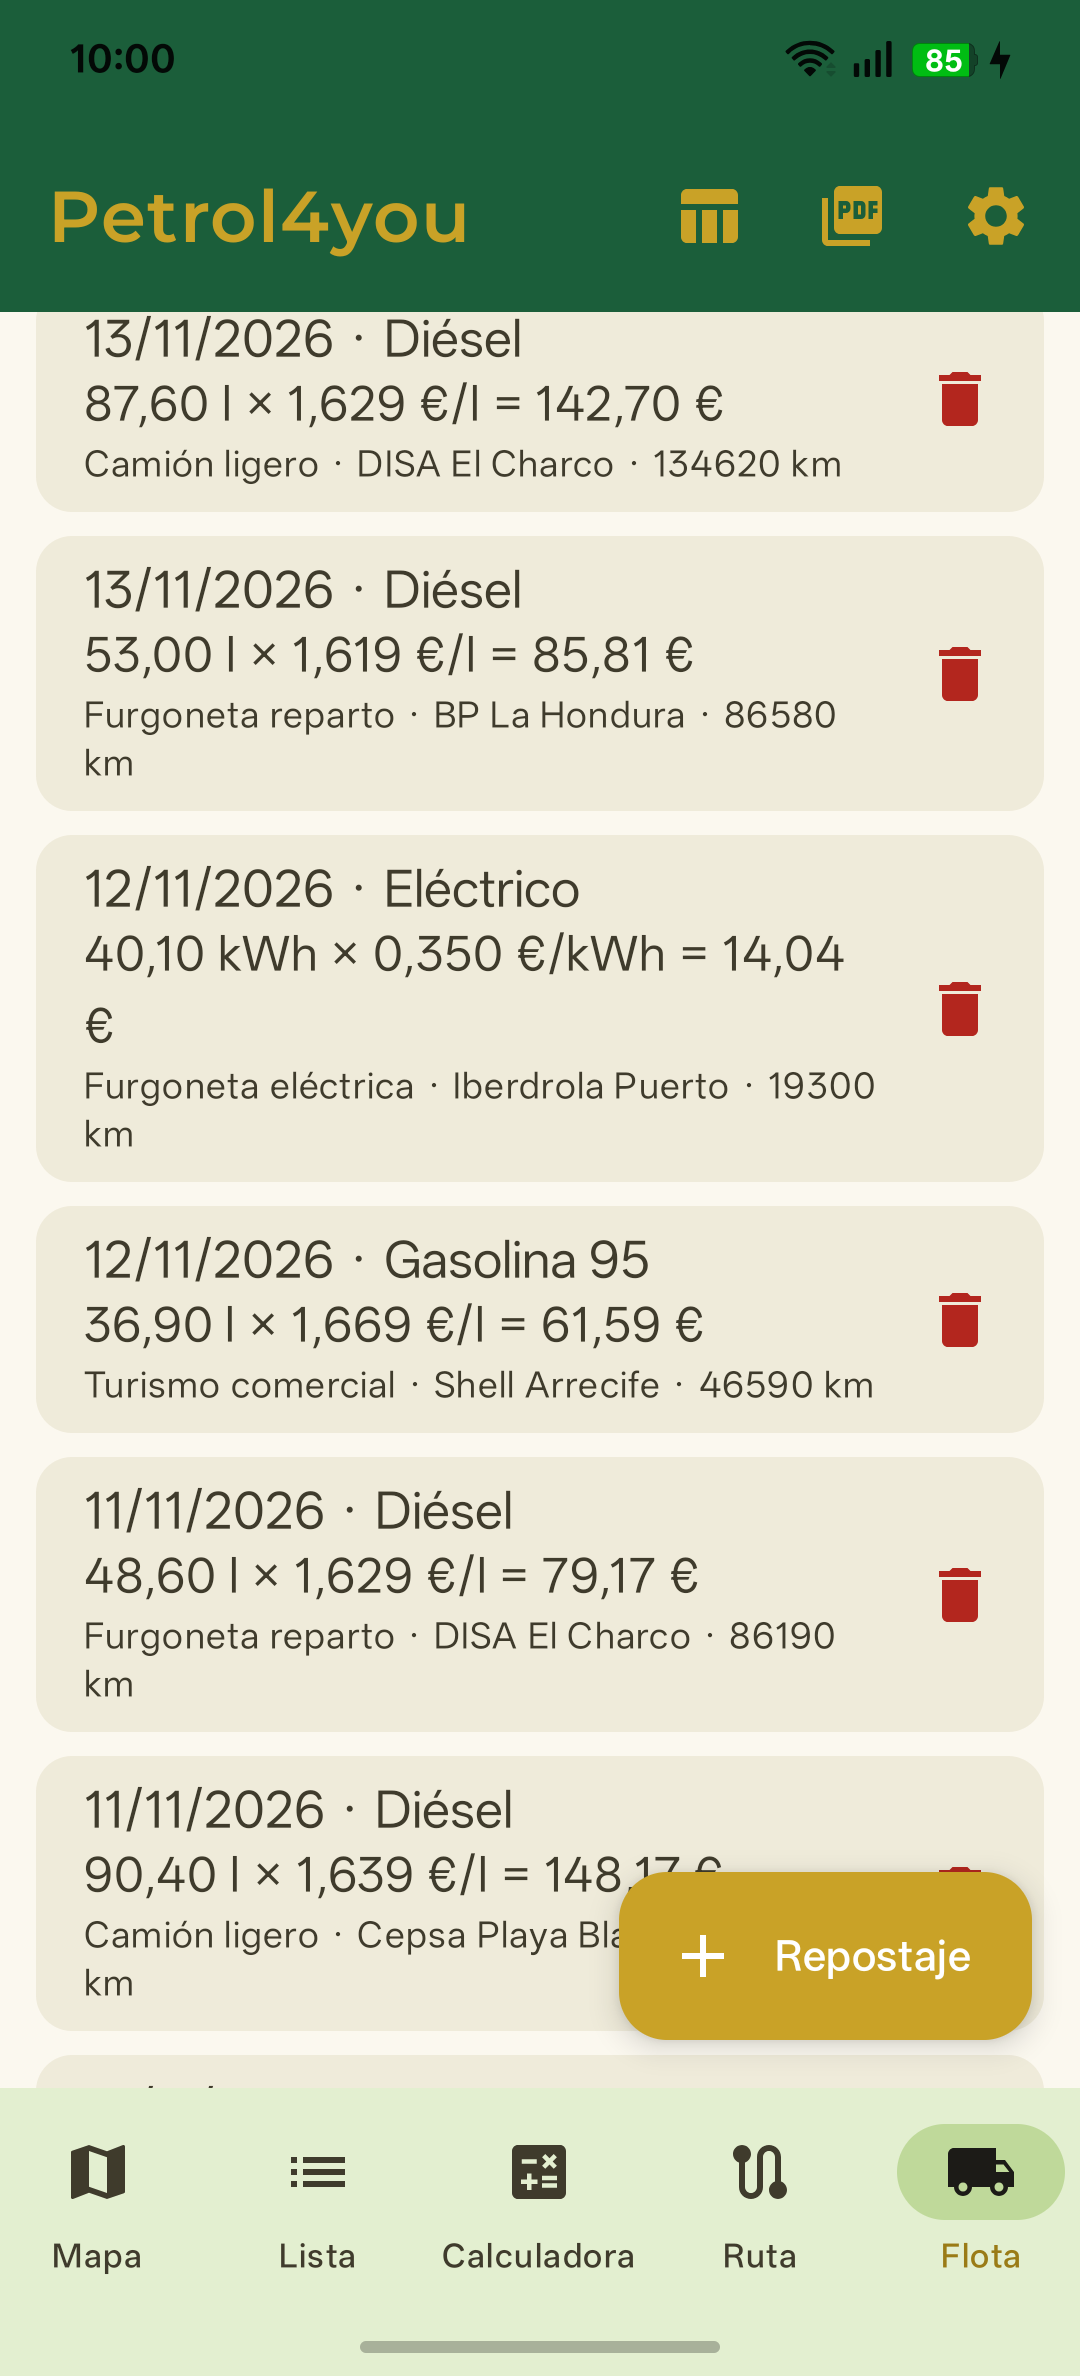 10:00
85
Petrol4you
PDF
13/11/2026 · Diésel
87,60 l × 1,629 €/l = 142,70 €
Camión ligero · DISA El Charco · 134620 km
13/11/2026 · Diésel
53,00 l × 1,619 €/l = 85,81 €
Furgoneta reparto · BP La Hondura · 86580
km
12/11/2026 · Eléctrico
40,10 kWh × 0,350 €/kWh = 14,04
€
Furgoneta eléctrica · Iberdrola Puerto · 19300
km
12/11/2026 · Gasolina 95
36,90 l × 1,669 €/l = 61,59 €
Turismo comercial · Shell Arrecife · 46590 km
11/11/2026 · Diésel
48,60 l × 1,629 €/l = 79,17 €
Furgoneta reparto · DISA El Charco · 86190
km
11/11/2026 · Diésel
90,40 l × 1,639 €/l = 148,17 €
Camión ligero · Cepsa Playa
km
Repostaje
Mapa
Lista
Calculadora
Ruta
Flota